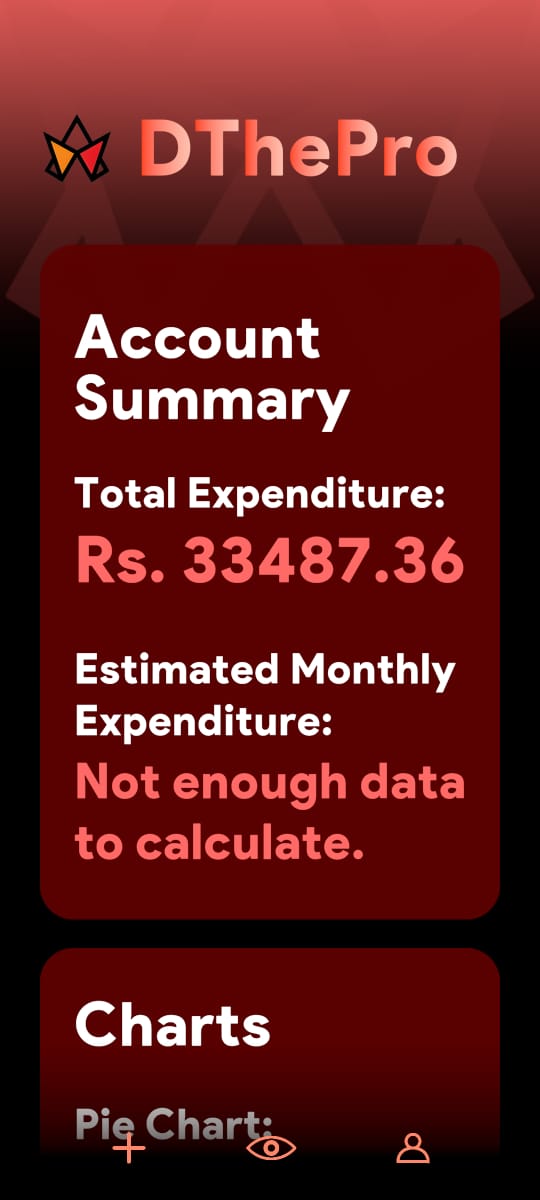 DThePro
Account
Summary
Total Expenditure:
Rs. 33487.36
Estimated Monthly
Expenditure:
Not enough data
to calculate.
Charts
Pie Chart: